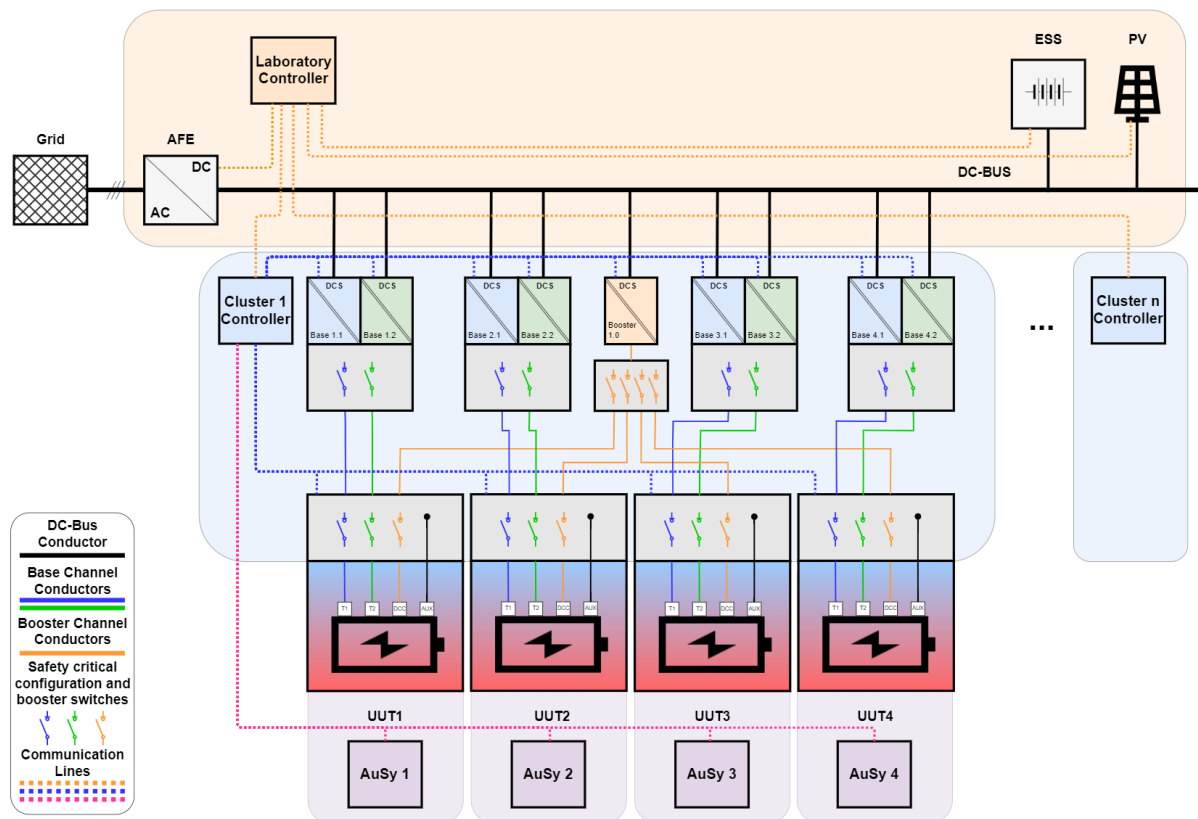 ESS
PV
Laboratory
Controller
Grid
AFE
DC
AC
DC-BUS
Cluster 1
Controller
DCS
Base 1.1
DCS
Base 1.2
DCS
Base 2.1
DCS
Base 2.2
DCS
Booster
1.0
DCS
Base 3.1
DCS
Base 3.2
DCS
Base 4.1
DCS
Base 4.2
...
Cluster n
Controller
DC-Bus
Conductor
Base Channel
Conductors
Booster Channel
Conductors
Safety critical
configuration and
booster switches
Communication
Lines
T1 T2 DCC AUX
T1 T2 DCC AUX
T1 T2 DCC AUX
T1 T2 DCC AUX
UUT1
UUT2
UUT3
UUT4
AuSy 1
AuSy 2
AuSy 3
AuSy 4